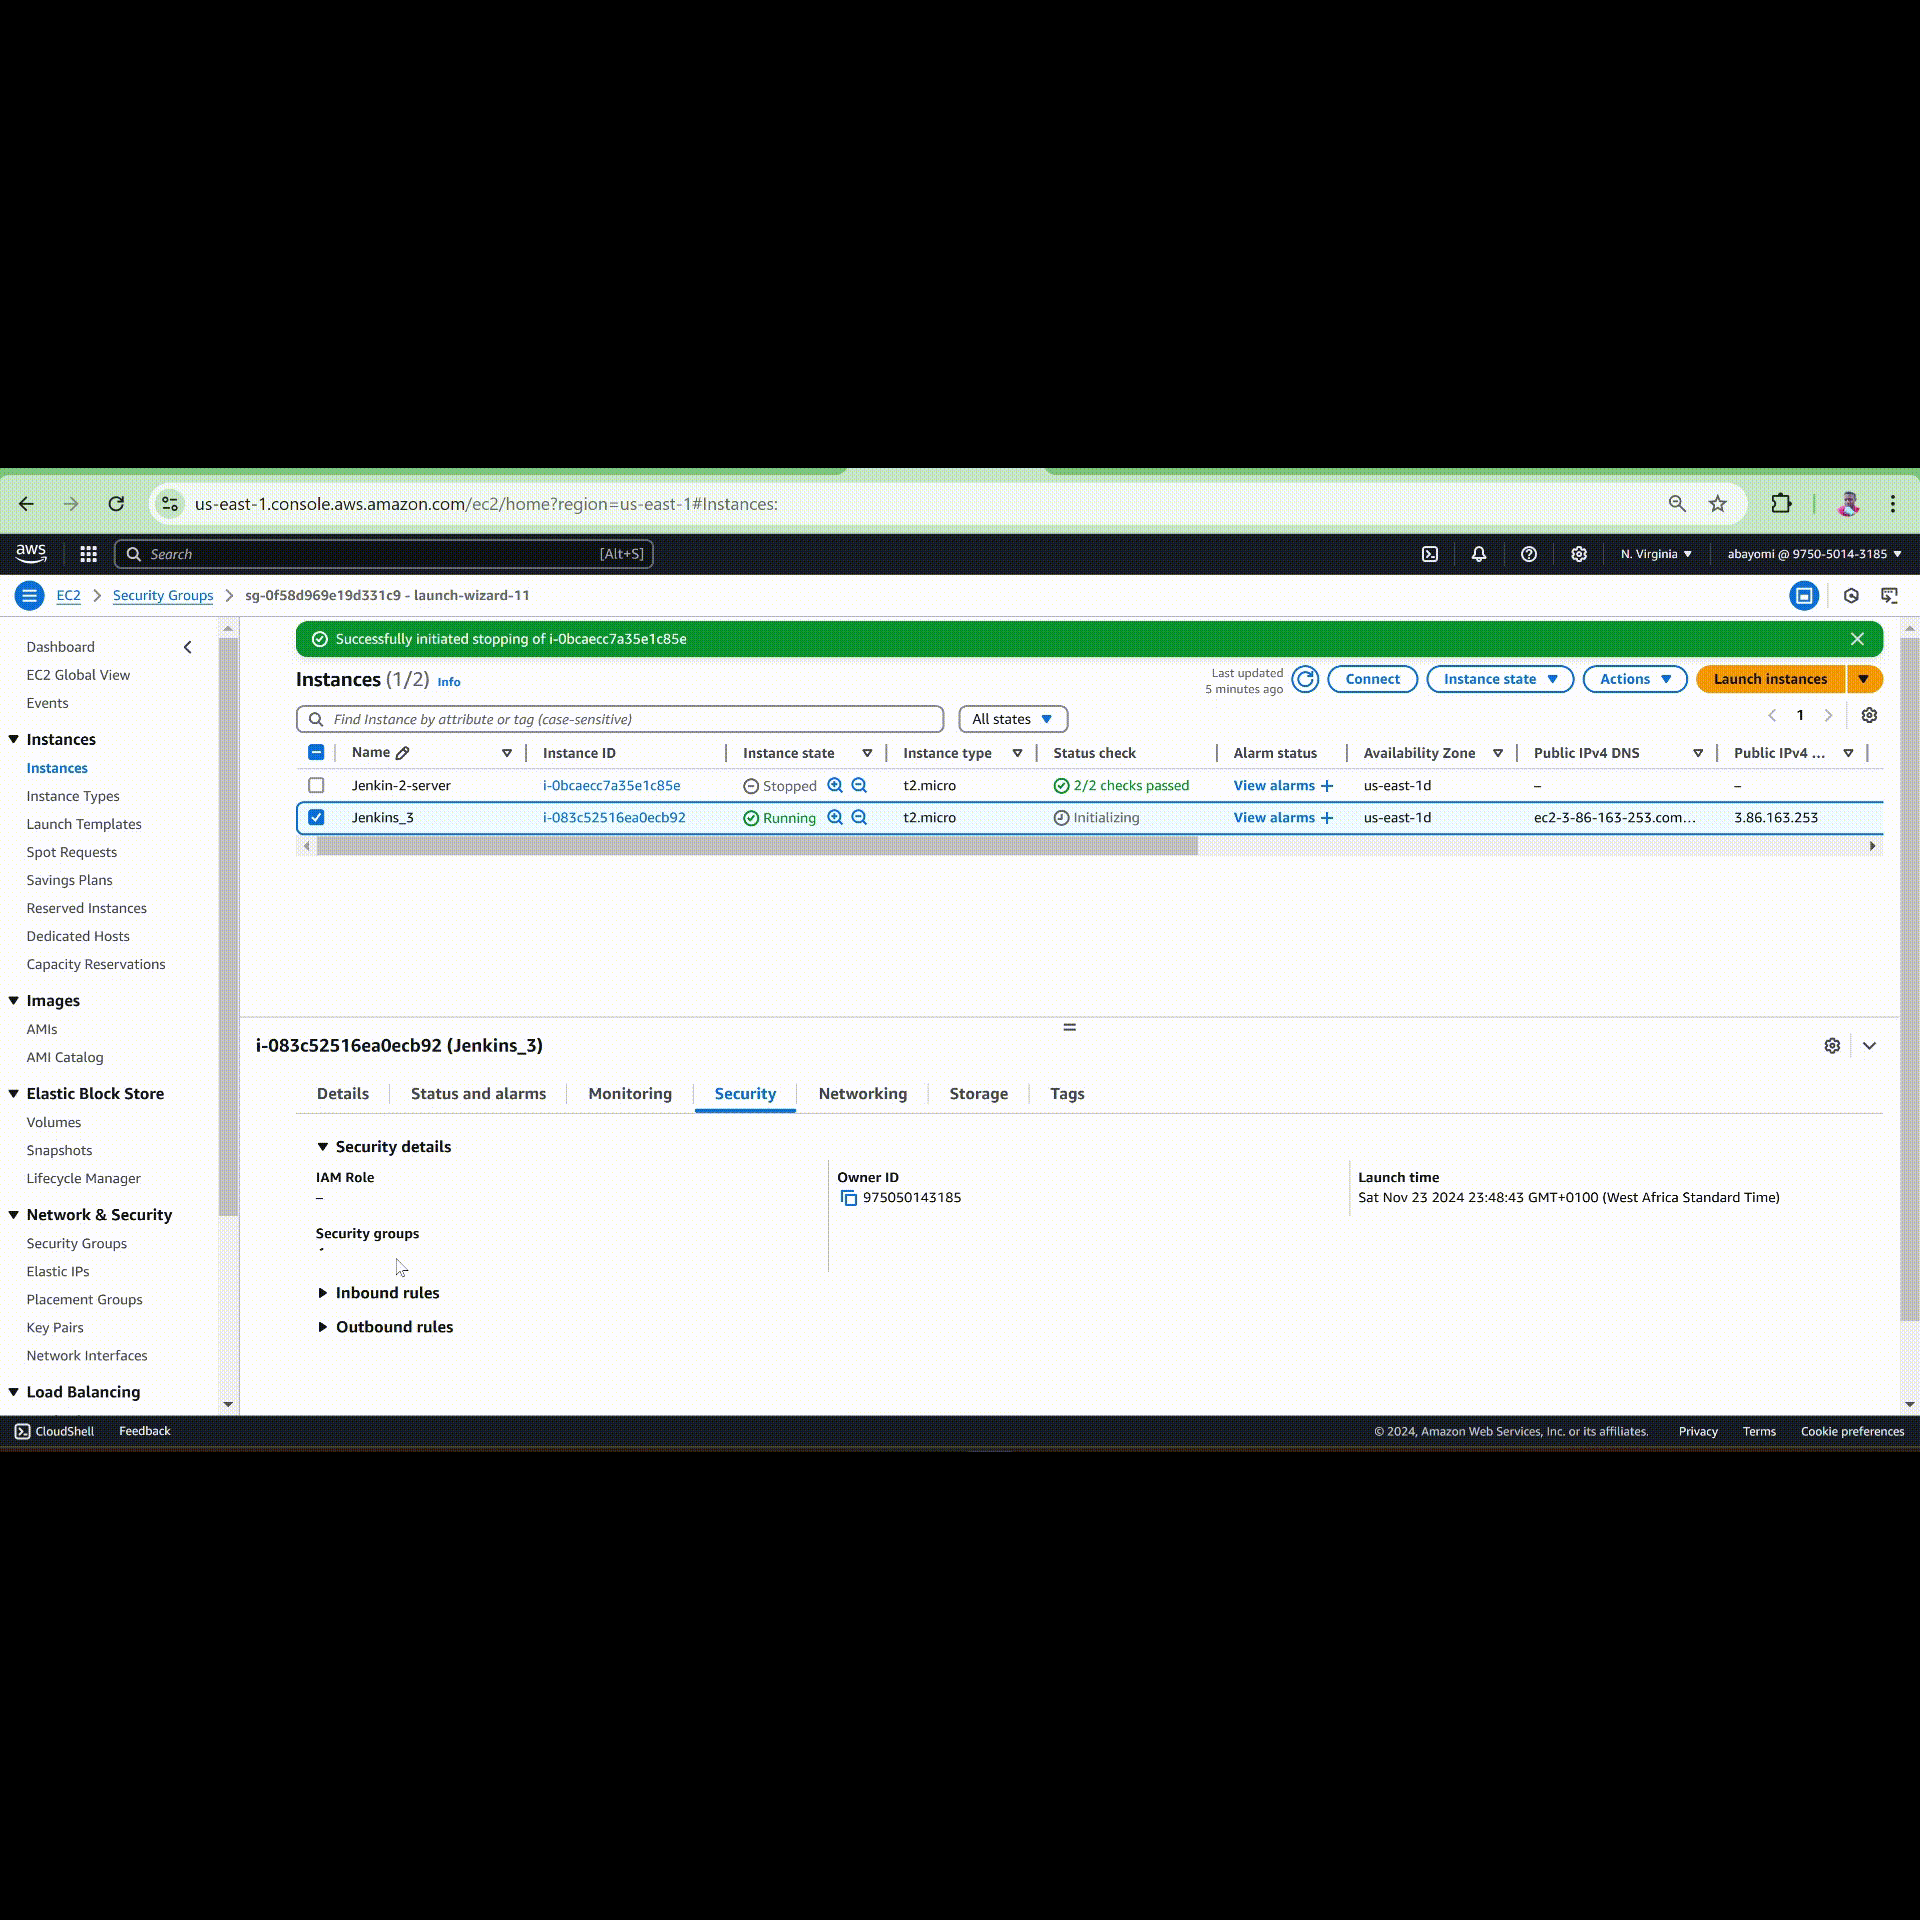 us-east-1.console.aws.amazon.com/ec2/home?region=us-east-1#Instances:
aws
Search
[Alt+S]
N. Virginia
abayomi @ 9750-5014-3185
EC2
Security Groups
sg-0f58d969e19d331c9 - launch-wizard-11
Dashboard
EC2 Global View
Events
Instances
Instances
Instance Types
Launch Templates
Spot Requests
Savings Plans
Reserved Instances
Dedicated Hosts
Capacity Reservations
Images
AMIs
AMI Catalog
Elastic Block Store
Volumes
Snapshots
Lifecycle Manager
Network & Security
Security Groups
Elastic IPs
Placement Groups
Key Pairs
Network Interfaces
Load Balancing
Successfully initiated stopping of i-0bcaecc7a35e1c85e
Instances (1/2) Info
Last updated
5 minutes ago
Connect
Instance state
Actions
Launch instances
Find Instance by attribute or tag (case-sensitive)
All states
1
Name Instance ID Instance state Instance type Status check Alarm status Availability Zone Public IPv4 DNS Public IPv4 ...
Jenkin-2-server i-0bcaecc7a35e1c85e Stopped t2.micro 2/2 checks passed View alarms + us-east-1d – –
Jenkins_3 i-083c52516ea0ecb92 Running t2.micro Initializing View alarms + us-east-1d ec2-3-86-163-253.com... 3.86.163.253
i-083c52516ea0ecb92 (Jenkins_3)
Details
Status and alarms
Monitoring
Security
Networking
Storage
Tags
Security details
IAM Role
–
Owner ID
975050143185
Launch time
Sat Nov 23 2024 23:48:43 GMT+0100 (West Africa Standard Time)
Security groups
Inbound rules
Outbound rules
CloudShell
Feedback
© 2024, Amazon Web Services, Inc. or its affiliates.
Privacy
Terms
Cookie preferences